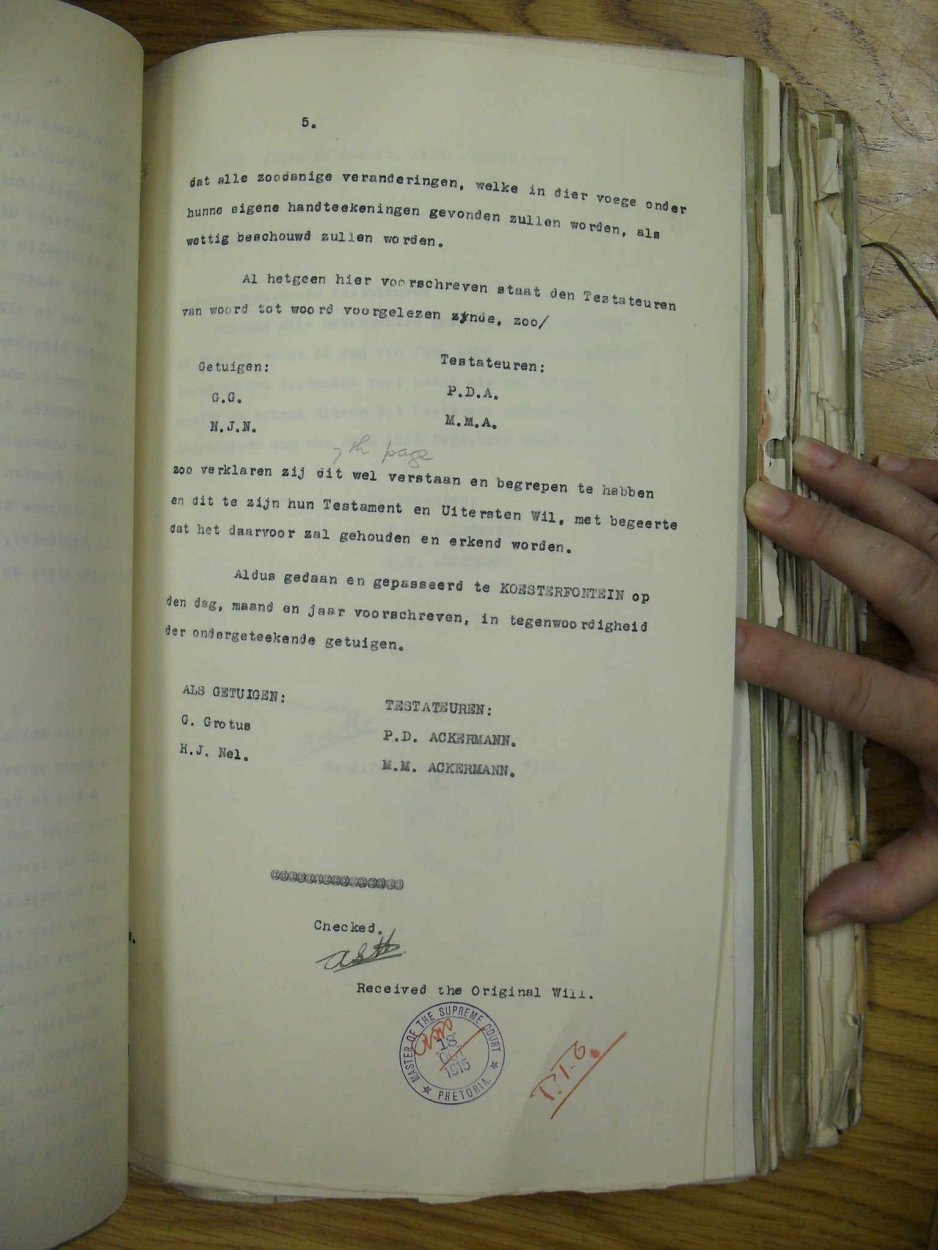 5.
dat alle zoodanige veranderingen, welke in dier voege onder
hunne eigene handteekeningen gevonden zullen worden, als
wettig beschouwd zullen worden.
Al hetgeen hier voorschreven staat den Testateuren
van woord tot woord voorgelezen zijnde, zoo/
Getuigen: Testateuren:
G.G. P.D.A.
H.J.N. M.M.A.
7th page
zoo verklaren zij dit wel verstaan en begrepen te hebben
en dit te zijn hun Testament en Uitersten Wil, met begeerte
dat het daarvoor zal gehouden en erkend worden.
Aldus gedaan en gepasseerd te KOESTERFONTEIN op
den dag, maand en jaar voorschreven, in tegenwoordigheid
der ondergeteekende getuigen.
ALS GETUIGEN: TESTATEUREN:
G. Grotus P.D. ACKERMANN.
H.J. Nel. M.M. ACKERMANN.
Checked.
Received the Original Will.
MASTER OF THE SUPREME COURT
18
1915
PRETORIA.
P.T.O.